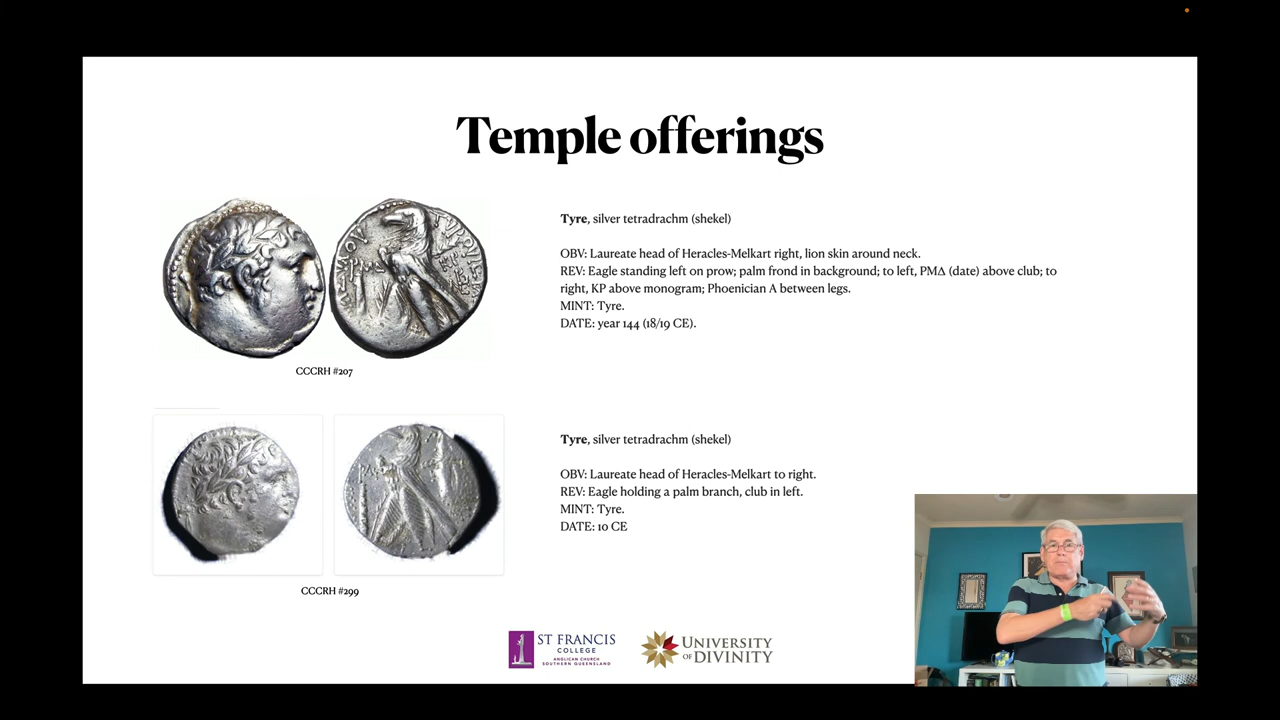 Temple offerings
Tyre, silver tetradrachm (shekel)
OBV: Laureate head of Heracles-Melkart right, lion skin around neck.
REV: Eagle standing left on prow; palm frond in background; to left, PMΔ (date) above club; to
right, KP above monogram; Phoenician A between legs.
MINT: Tyre.
DATE: year 144 (18/19 CE).
CCCRH #207
Tyre, silver tetradrachm (shekel)
OBV: Laureate head of Heracles-Melkart to right.
REV: Eagle holding a palm branch, club in left.
MINT: Tyre.
DATE: 10 CE
CCCRH #299
ST FRANCIS
COLLEGE
ANGLICAN CHURCH
SOUTHERN QUEENSLAND
UNIVERSITY
OF DIVINITY